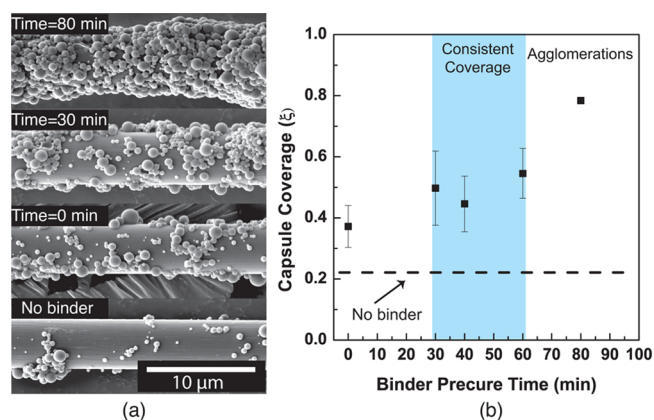 Time=80 min
Time=30 min
Time=0 min
No binder
10 μm
(a)
Consistent
Coverage
Agglomerations
No binder
Capsule Coverage (ξ)
1.0
0.8
0.6
0.4
0.2
0.0
0 10 20 30 40 50 60 70 80 90 100
Binder Precure Time (min)
(b)